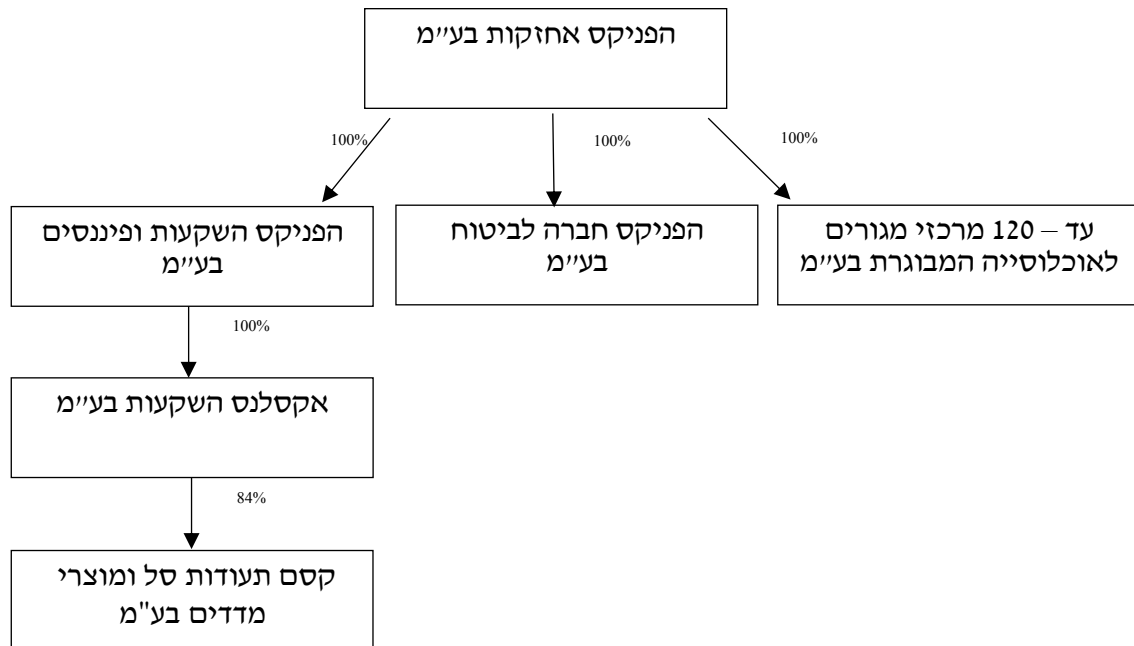 הפניקס אחזקות בע״מ
100%
100%
100%
הפניקס השקעות ופיננסים
בע״מ
הפניקס חברה לביטוח
בע״מ
עד – 120 מרכזי מגורים
לאוכלוסייה המבוגרת בע״מ
100%
אקסלנס השקעות בע״מ
84%
קסם תעודות סל ומוצרי
מדדים בע"מ